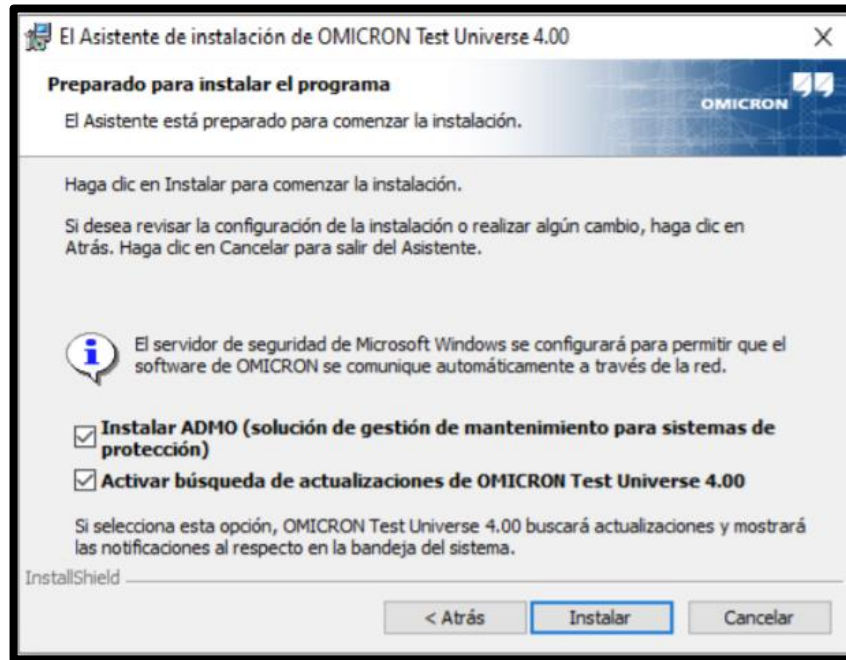 El Asistente de instalación de OMICRON Test Universe 4.00
Preparado para instalar el programa
El Asistente está preparado para comenzar la instalación.
OMICRON
Haga clic en Instalar para comenzar la instalación.
Si desea revisar la configuración de la instalación o realizar algún cambio, haga clic en
Atrás. Haga clic en Cancelar para salir del Asistente.
El servidor de seguridad de Microsoft Windows se configurará para permitir que el
software de OMICRON se comunique automáticamente a través de la red.
Instalar ADMO (solución de gestión de mantenimiento para sistemas de
protección)
Activar búsqueda de actualizaciones de OMICRON Test Universe 4.00
Si selecciona esta opción, OMICRON Test Universe 4.00 buscará actualizaciones y mostrará
las notificaciones al respecto en la bandeja del sistema.
InstallShield
< Atrás Instalar Cancelar